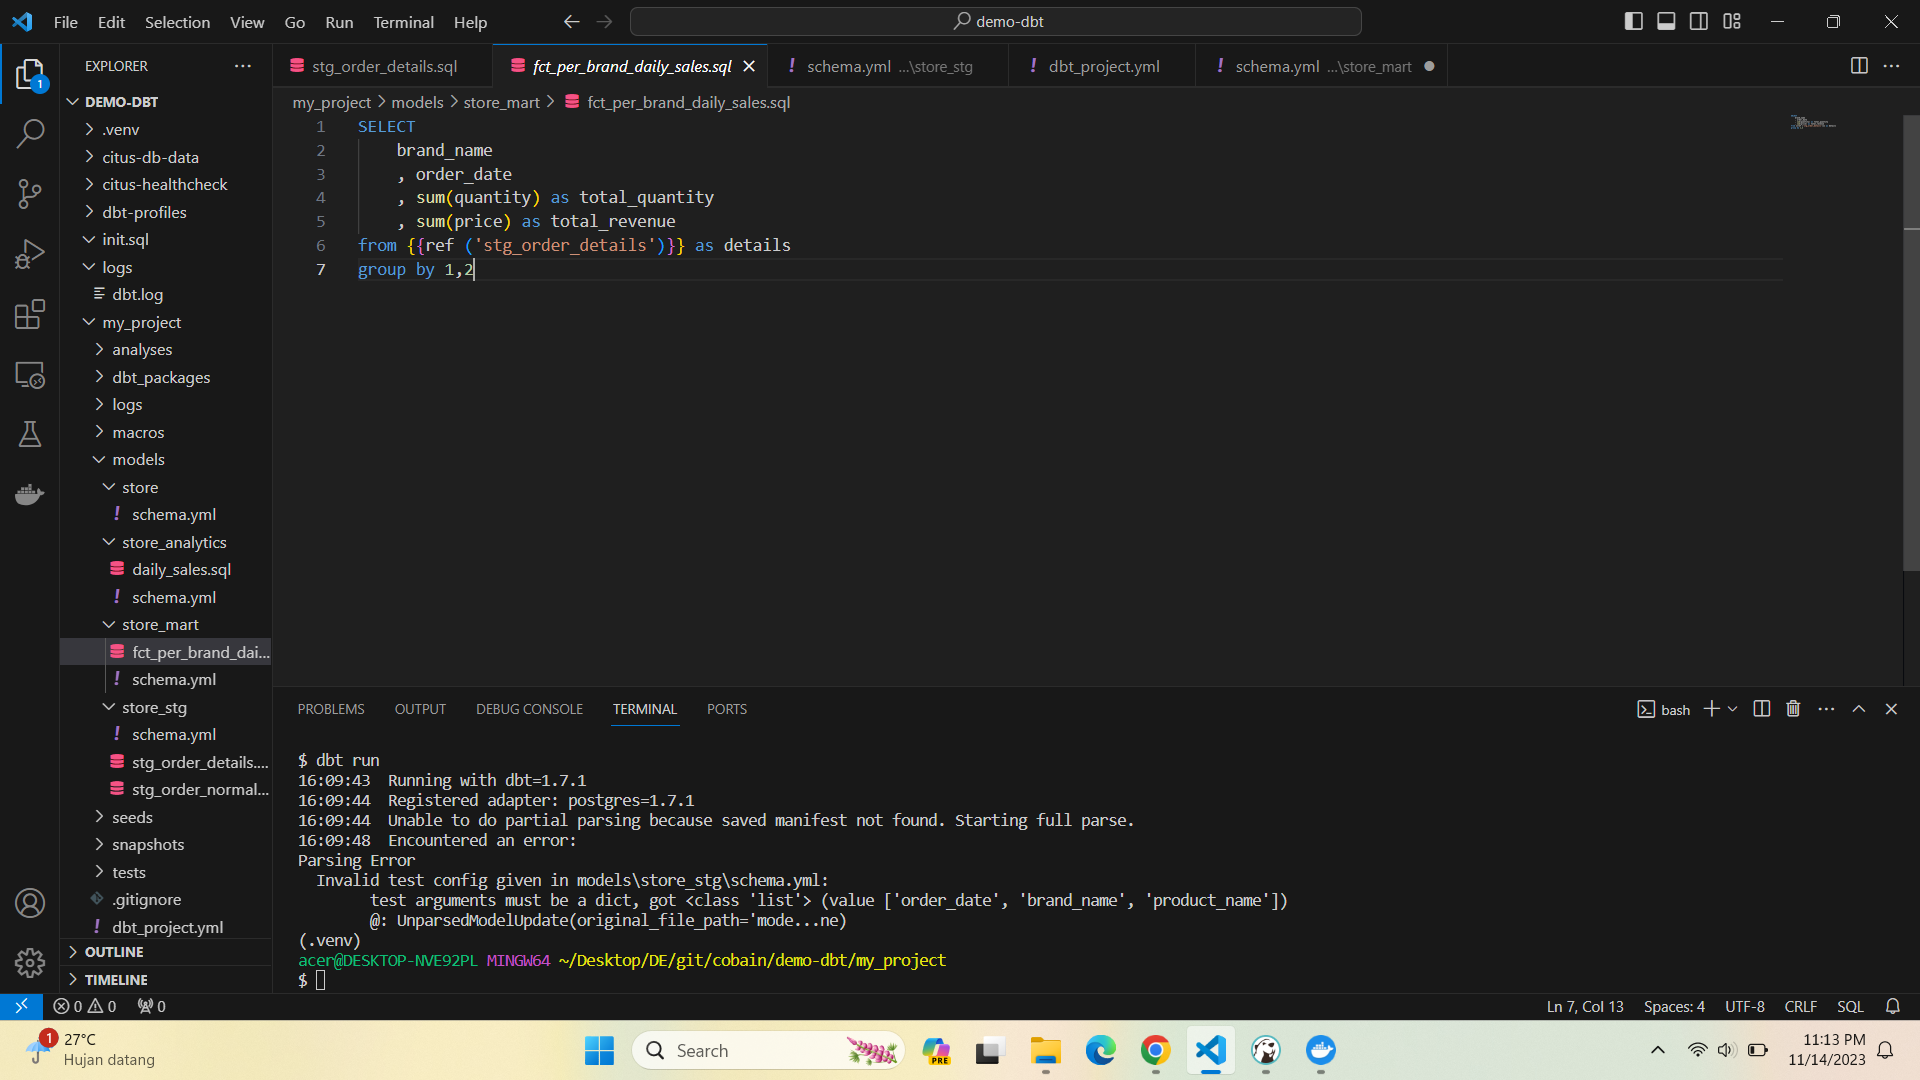 File Edit Selection View Go Run Terminal Help
demo-dbt
EXPLORER
stg_order_details.sql
fct_per_brand_daily_sales.sql
! schema.yml ...\store_stg
! dbt_project.yml
! schema.yml ...\store_mart
my_project > models > store_mart > fct_per_brand_daily_sales.sql
1
DEMO-DBT
.venv
citus-db-data
citus-healthcheck
dbt-profiles
init.sql
logs
dbt.log
my_project
analyses
dbt_packages
logs
macros
models
store
! schema.yml
store_analytics
daily_sales.sql
! schema.yml
store_mart
fct_per_brand_dai...
! schema.yml
store_stg
! schema.yml
stg_order_details....
stg_order_normal...
seeds
snapshots
tests
.gitignore
! dbt_project.yml
OUTLINE
TIMELINE
1 SELECT
2 brand_name
3 , order_date
4 , sum(quantity) as total_quantity
5 , sum(price) as total_revenue
6 from {{ref ('stg_order_details')}} as details
7 group by 1,2
PROBLEMS OUTPUT DEBUG CONSOLE TERMINAL PORTS
bash
$ dbt run
16:09:43 Running with dbt=1.7.1
16:09:44 Registered adapter: postgres=1.7.1
16:09:44 Unable to do partial parsing because saved manifest not found. Starting full parse.
16:09:48 Encountered an error:
Parsing Error
Invalid test config given in models\store_stg\schema.yml:
test arguments must be a dict, got <class 'list'> (value ['order_date', 'brand_name', 'product_name'])
@: UnparsedModelUpdate(original_file_path='mode...ne)
(.venv)
acer@DESKTOP-NVE92PL MINGW64 ~/Desktop/DE/git/cobain/demo-dbt/my_project
$
0 0 0
Ln 7, Col 13 Spaces: 4 UTF-8 CRLF SQL
1
27°C
Hujan datang
Search
PRE
11:13 PM
11/14/2023